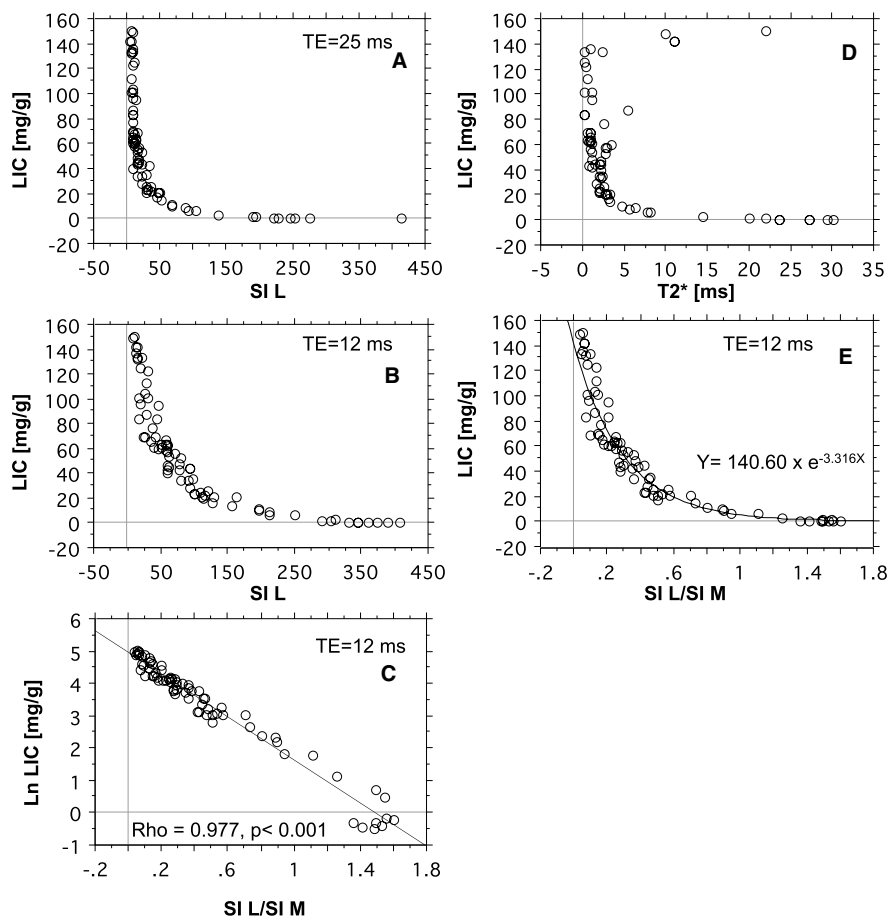 160
140
120
100
80
60
40
20
0
-20
LIC [mg/g]
TE=25 ms
A
-50 50 150 250 350 450
SI L
160
140
120
100
80
60
40
20
0
-20
LIC [mg/g]
D
-5 0 5 10 15 20 25 30 35
T2* [ms]
160
140
120
100
80
60
40
20
0
-20
LIC [mg/g]
TE=12 ms
B
-50 50 150 250 350 450
SI L
160
140
120
100
80
60
40
20
0
-20
LIC [mg/g]
TE=12 ms
E
Y= 140.60 x e-3.316X
-.2 .2 .6 1 1.4 1.8
SI L/SI M
6
5
4
3
2
1
0
-1
Ln LIC [mg/g]
TE=12 ms
C
Rho = 0.977, p< 0.001
-.2 .2 .6 1 1.4 1.8
SI L/SI M